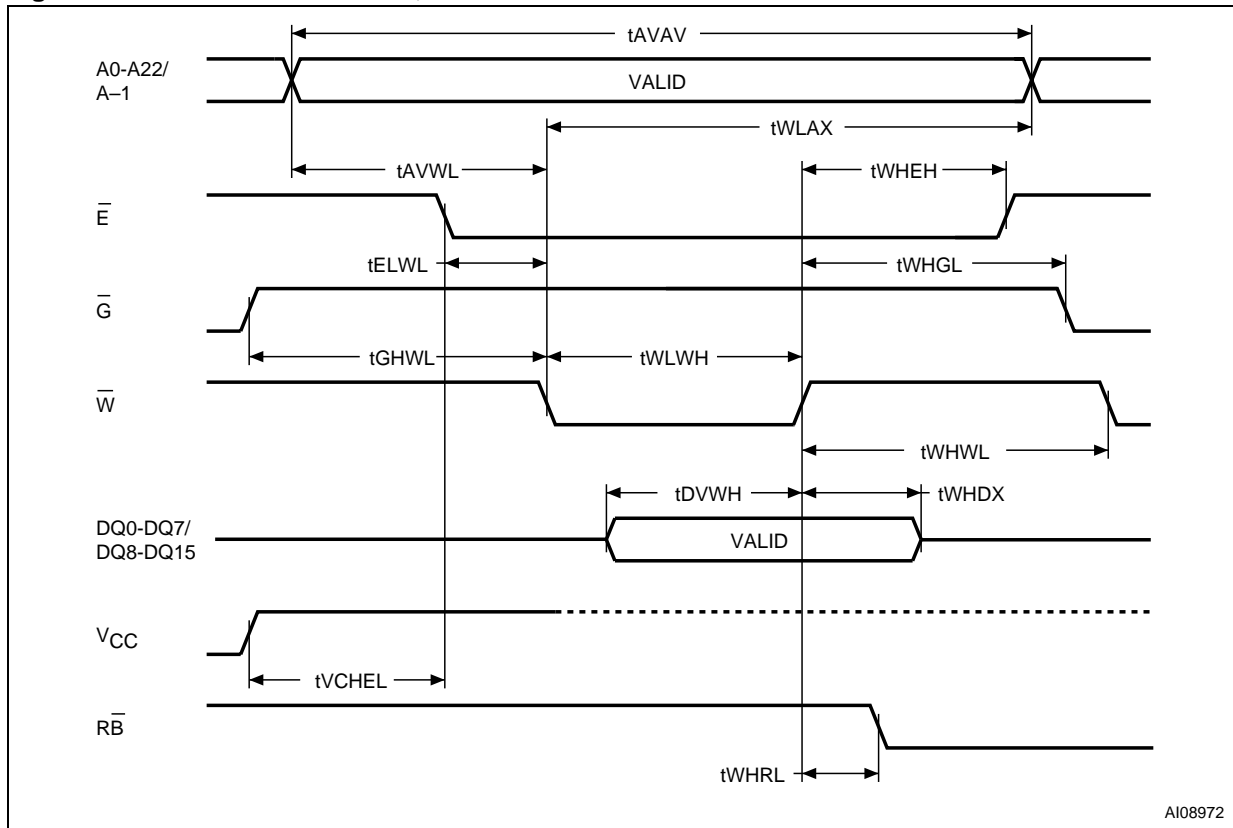 tAVAV
A0-A22/
A–1
VALID
tWLAX
tAVWL
tWHEH
E̅
tELWL
tWHGL
G̅
tGHWL
tWLWH
W̅
tWHWL
tDVWH
tWHDX
DQ0-DQ7/
DQ8-DQ15
VALID
VCC
tVCHEL
RB̅
tWHRL
AI08972